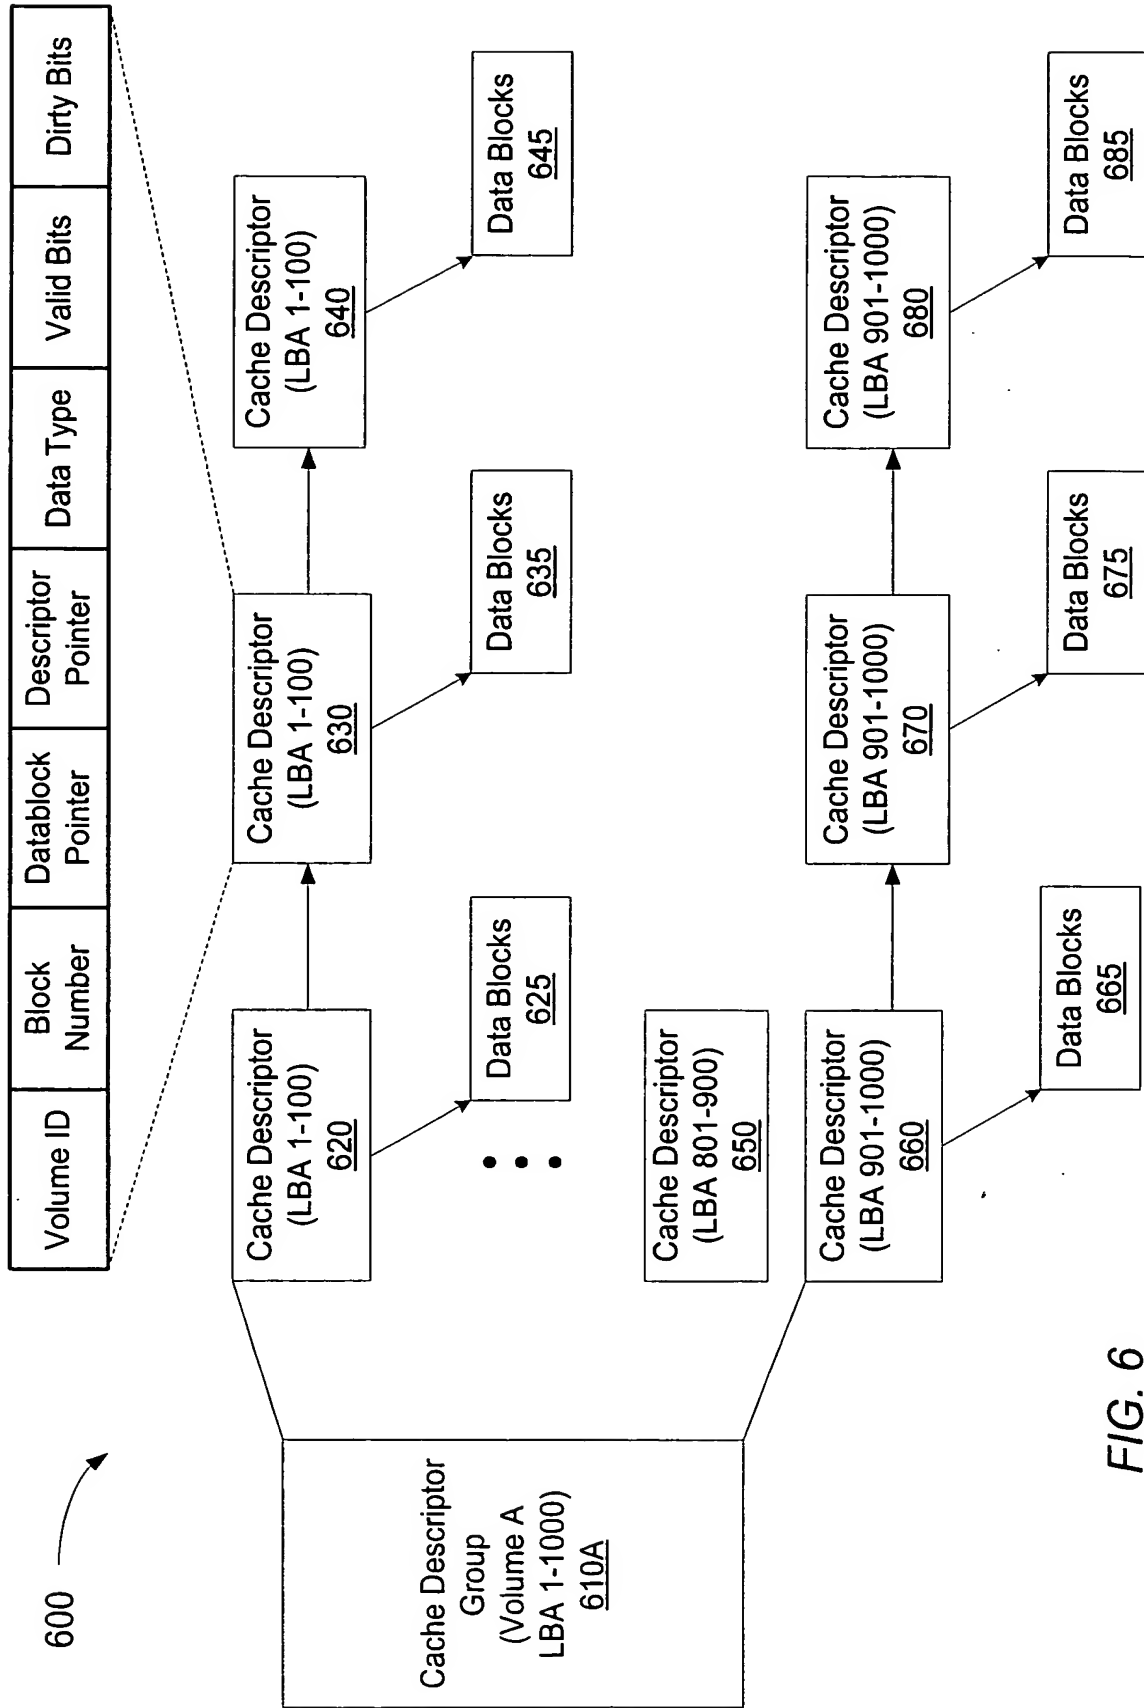 600
Volume ID
Block
Number
Datablock
Pointer
Descriptor
Pointer
Data Type
Valid Bits
Dirty Bits
Cache Descriptor
Group
(Volume A
LBA 1-1000)
610A
Cache Descriptor
(LBA 1-100)
620
Cache Descriptor
(LBA 1-100)
630
Cache Descriptor
(LBA 1-100)
640
Data Blocks
625
Data Blocks
635
Data Blocks
645
Cache Descriptor
(LBA 801-900)
650
Cache Descriptor
(LBA 901-1000)
660
Cache Descriptor
(LBA 901-1000)
670
Cache Descriptor
(LBA 901-1000)
680
Data Blocks
665
Data Blocks
675
Data Blocks
685
FIG. 6